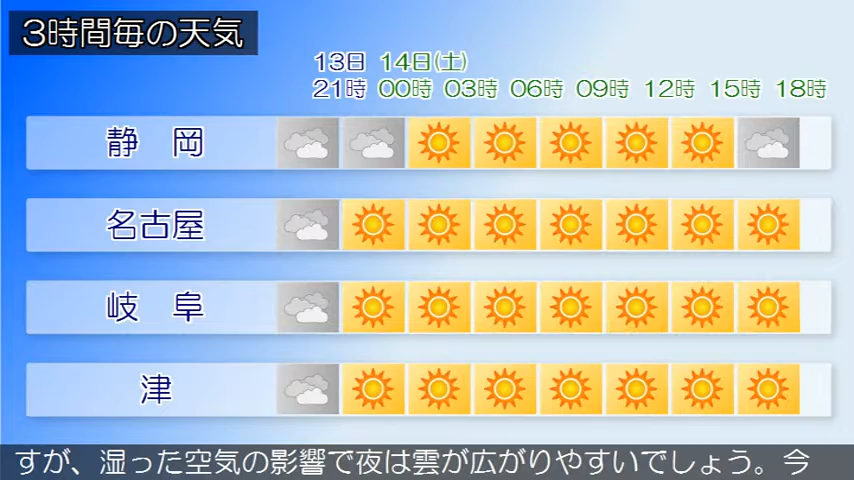 3時間毎の天気
13日 14日(土)
21時 00時 03時 06時 09時 12時 15時 18時
静 岡
名古屋
岐 阜
津
すが、湿った空気の影響で夜は雲が広がりやすいでしょう。今